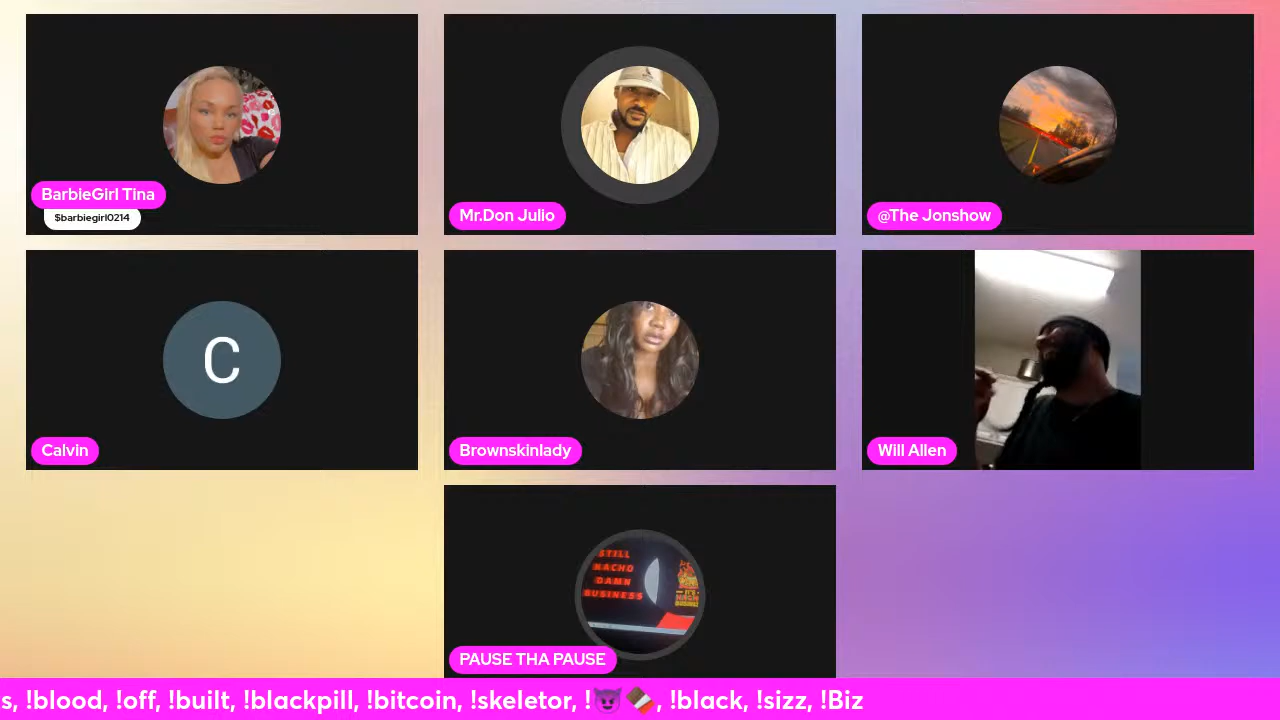 BarbieGirl Tina
$barbiegirl0214
Mr.Don Julio
@The Jonshow
C
Calvin
Brownskinlady
Will Allen
STILL
NACHO
DAMN
BUSINESS
PAUSE THA PAUSE
s, !blood, !off, !built, !blackpill, !bitcoin, !skeletor, !😈🍫, !black, !sizz, !Biz